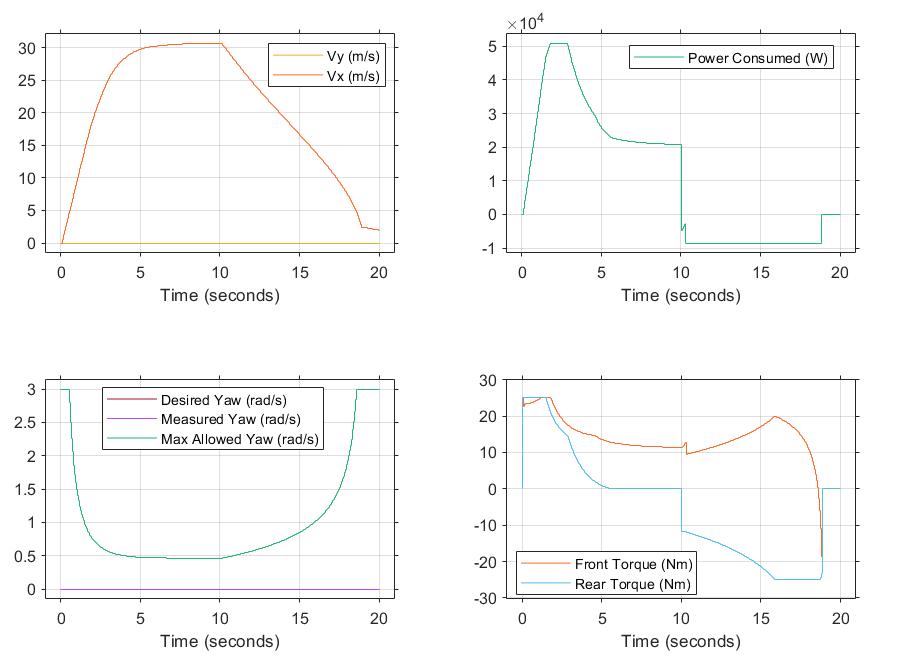 30
25
20
15
10
5
0
Vy (m/s)
Vx (m/s)
0 5 10 15 20
Time (seconds)
×10⁴
5
4
3
2
1
0
-1
Power Consumed (W)
0 5 10 15 20
Time (seconds)
3
2.5
2
1.5
1
0.5
0
Desired Yaw (rad/s)
Measured Yaw (rad/s)
Max Allowed Yaw (rad/s)
0 5 10 15 20
Time (seconds)
30
20
10
0
-10
-20
-30
Front Torque (Nm)
Rear Torque (Nm)
0 5 10 15 20
Time (seconds)